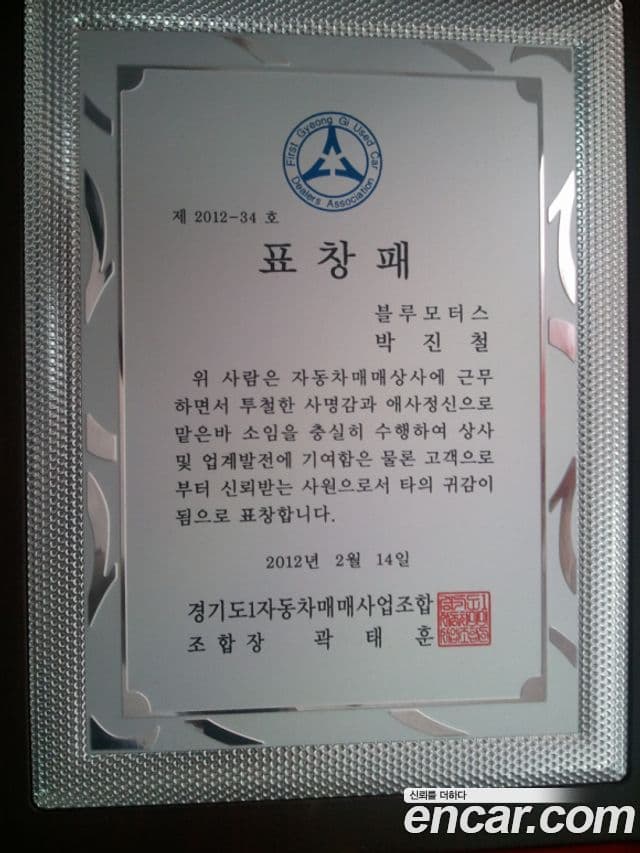 First Gyeong Gi Used Car
Dealers Association
제 2012-34 호
표창패
블루모터스
박 진 철
위 사람은 자동차매매상사에 근무
하면서 투철한 사명감과 애사정신으로
맡은바 소임을 충실히 수행하여 상사
및 업계발전에 기여함은 물론 고객으로
부터 신뢰받는 사원으로서 타의 귀감이
됨으로 표창합니다.
2012년 2월 14일
경기도1자동차매매사업조합
조합장 곽 태 훈
신뢰를 더하다
encar.com